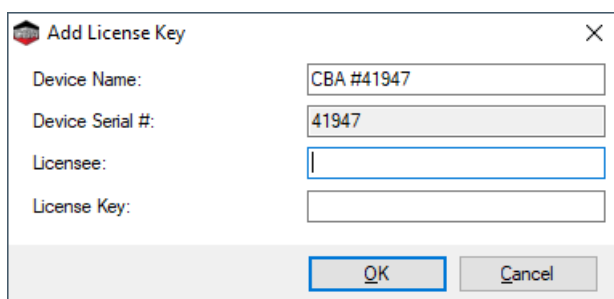 Add License Key
Device Name: CBA #41947
Device Serial #: 41947
Licensee:
License Key:
OK Cancel